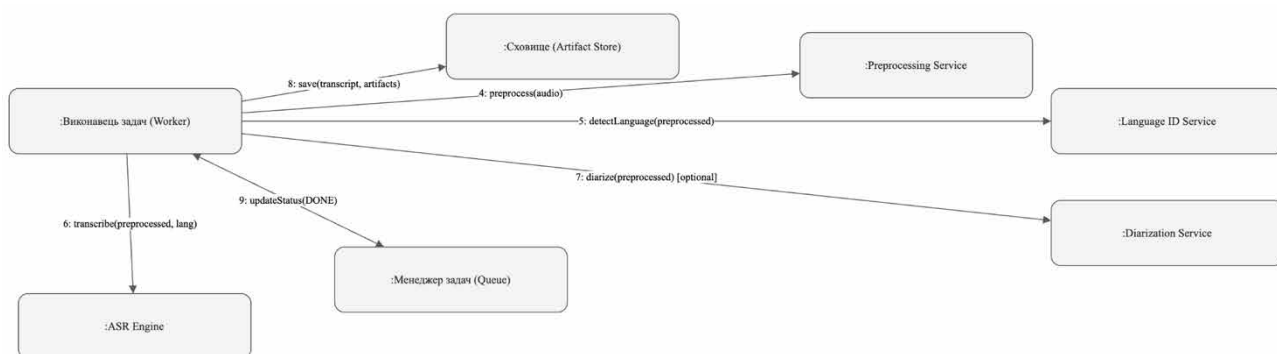 :Сховище (Artifact Store)
:Preprocessing Service
8: save(transcript, artifacts)
4: preprocess(audio)
:Виконавець задач (Worker)
5: detectLanguage(preprocessed)
:Language ID Service
7: diarize(preprocessed) [optional]
9: updateStatus(DONE)
6: transcribe(preprocessed, lang)
:Diarization Service
:Менеджер задач (Queue)
:ASR Engine